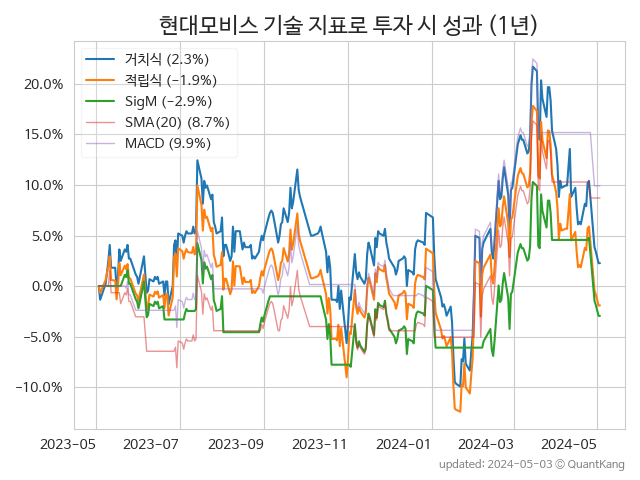 현대모비스 기술 지표로 투자 시 성과 (1년)
거치식 (2.3%)
적립식 (−1.9%)
SigM (−2.9%)
SMA(20) (8.7%)
MACD (9.9%)
20.0%
15.0%
10.0%
5.0%
0.0%
−5.0%
−10.0%
2023-05 2023-07 2023-09 2023-11 2024-01 2024-03 2024-05
updated: 2024-05-03 ⓒ QuantKang